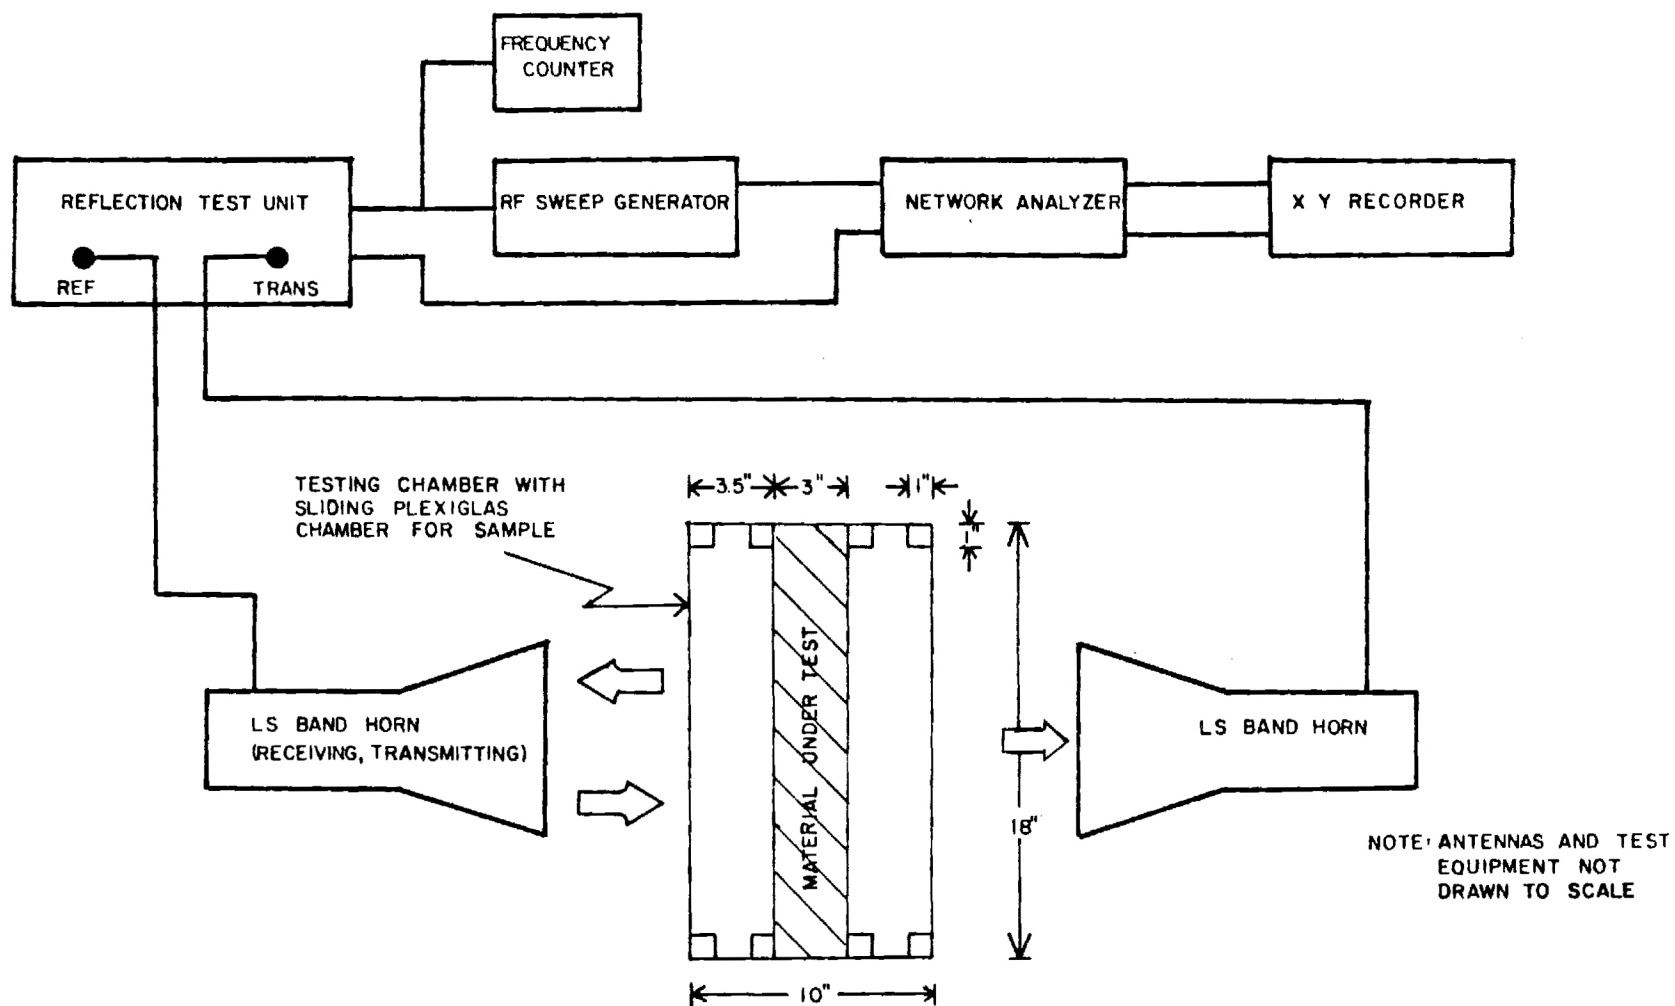 FREQUENCY
COUNTER
REFLECTION TEST UNIT
REF
TRANS
RF SWEEP GENERATOR
NETWORK ANALYZER
X Y RECORDER
TESTING CHAMBER WITH
SLIDING PLEXIGLAS
CHAMBER FOR SAMPLE
3.5"
3"
1"
1"
LS BAND HORN
(RECEIVING, TRANSMITTING)
MATERIAL UNDER TEST
18"
10"
LS BAND HORN
NOTE: ANTENNAS AND TEST
EQUIPMENT NOT
DRAWN TO SCALE